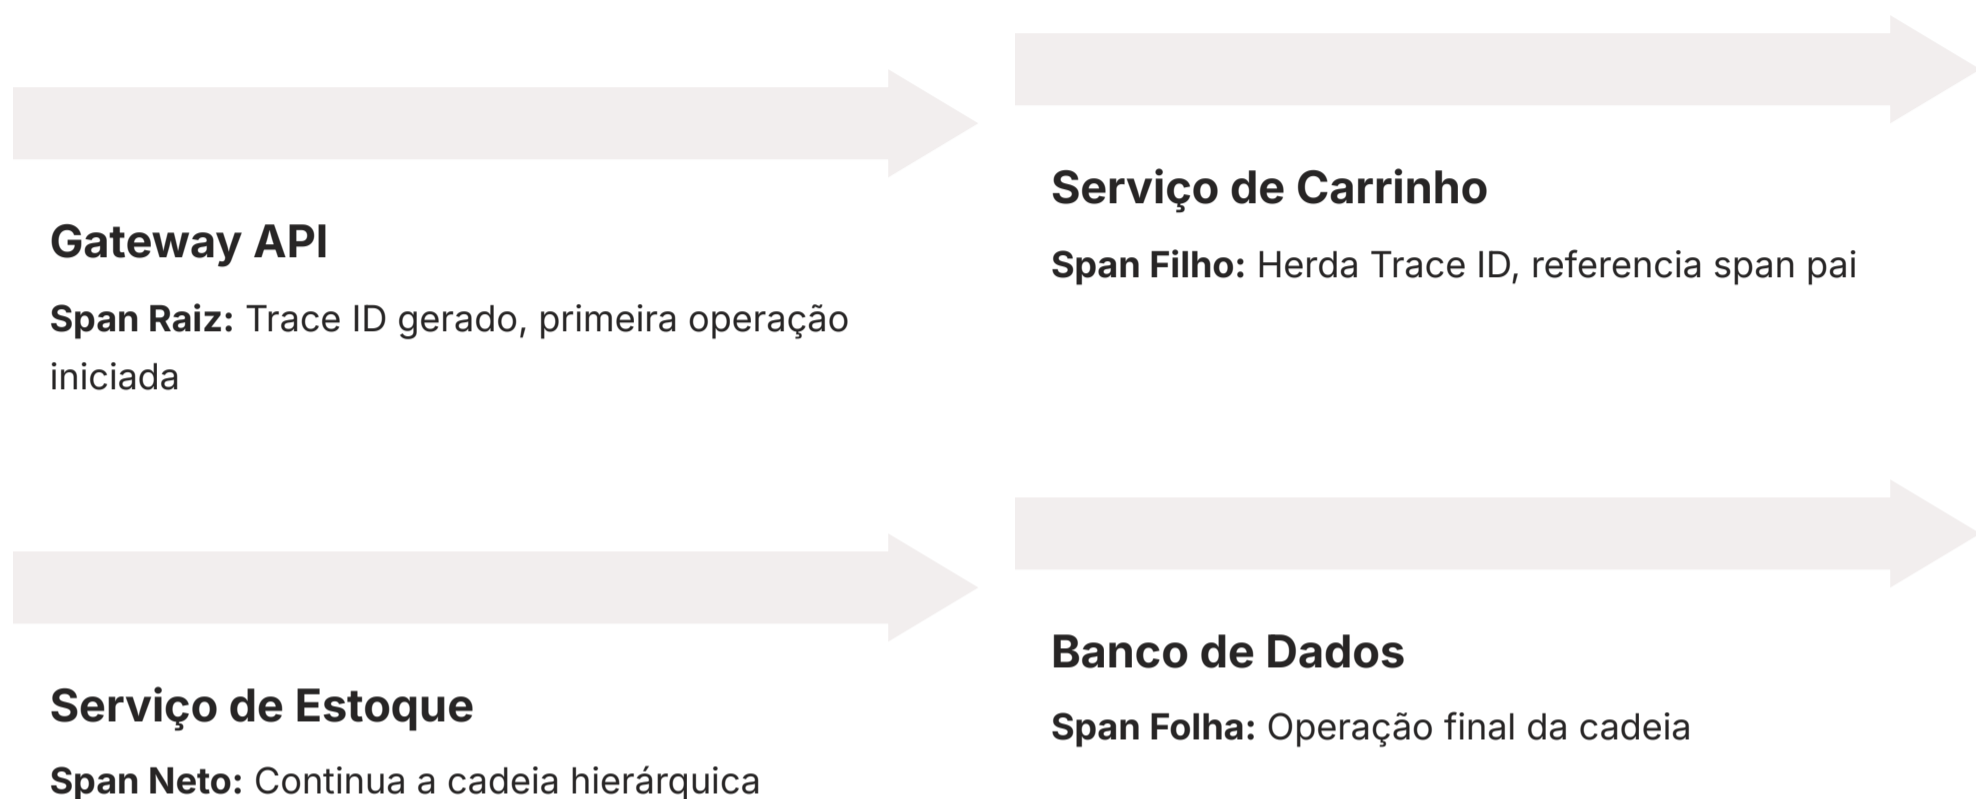 Gateway API
Span Raiz: Trace ID gerado, primeira operação
iniciada
Serviço de Carrinho
Span Filho: Herda Trace ID, referencia span pai
Serviço de Estoque
Span Neto: Continua a cadeia hierárquica
Banco de Dados
Span Folha: Operação final da cadeia